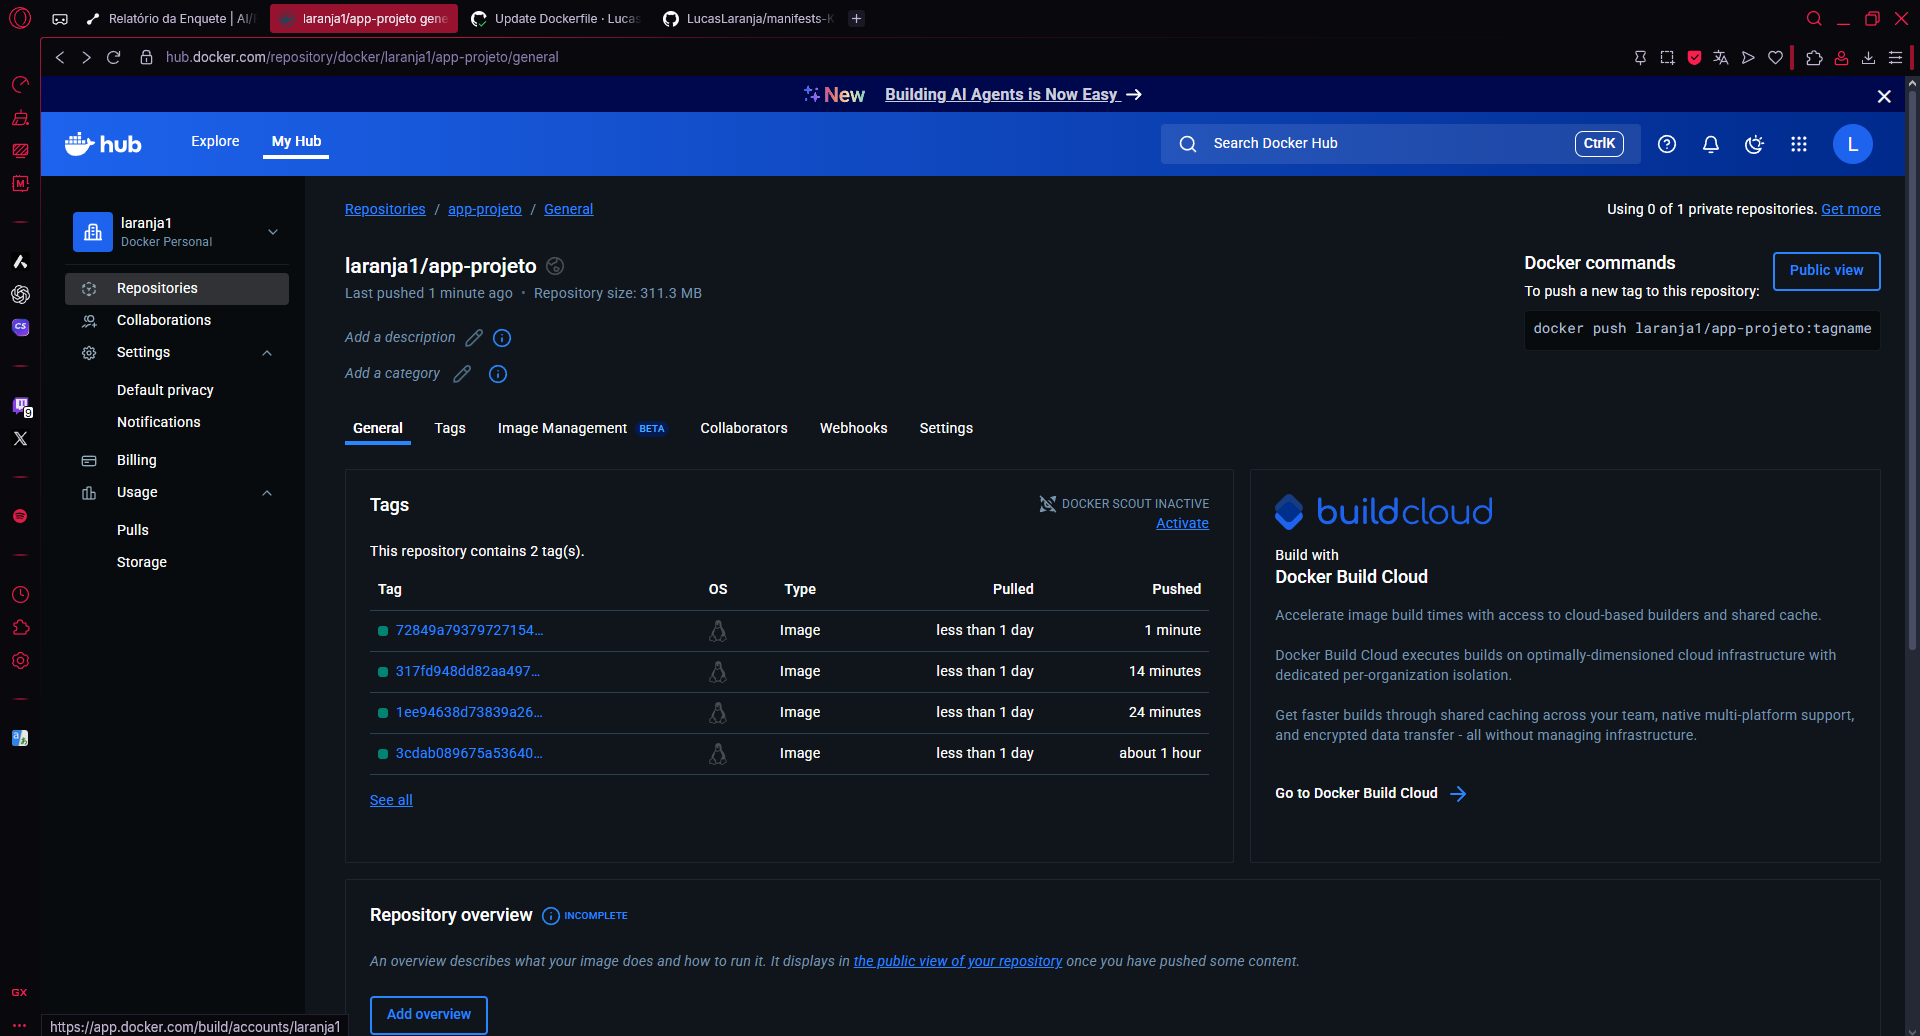 Relatório da Enquete | AI/
laranja1/app-projeto gene
Update Dockerfile · Lucas
LucasLaranja/manifests-K
hub.docker.com/repository/docker/laranja1/app-projeto/general
New Building AI Agents is Now Easy
hub
Explore
My Hub
Search Docker Hub
CtrlK
L
laranja1
Docker Personal
Repositories
Collaborations
Settings
Default privacy
Notifications
Billing
Usage
Pulls
Storage
Repositories / app-projeto / General
Using 0 of 1 private repositories. Get more
laranja1/app-projeto
Last pushed 1 minute ago • Repository size: 311.3 MB
Add a description
Add a category
Docker commands
Public view
To push a new tag to this repository:
docker push laranja1/app-projeto:tagname
General Tags Image Management BETA Collaborators Webhooks Settings
Tags
DOCKER SCOUT INACTIVE
Activate
This repository contains 2 tag(s).
Tag OS Type Pulled Pushed
72849a79379727154... Image less than 1 day 1 minute
317fd948dd82aa497... Image less than 1 day 14 minutes
1ee94638d73839a26... Image less than 1 day 24 minutes
3cdab089675a53640... Image less than 1 day about 1 hour
See all
buildcloud
Build with
Docker Build Cloud
Accelerate image build times with access to cloud-based builders and shared cache.
Docker Build Cloud executes builds on optimally-dimensioned cloud infrastructure with
dedicated per-organization isolation.
Get faster builds through shared caching across your team, native multi-platform support,
and encrypted data transfer - all without managing infrastructure.
Go to Docker Build Cloud
Repository overview INCOMPLETE
An overview describes what your image does and how to run it. It displays in the public view of your repository once you have pushed some content.
Add overview
M
CS
9
GX
https://app.docker.com/build/accounts/laranja1